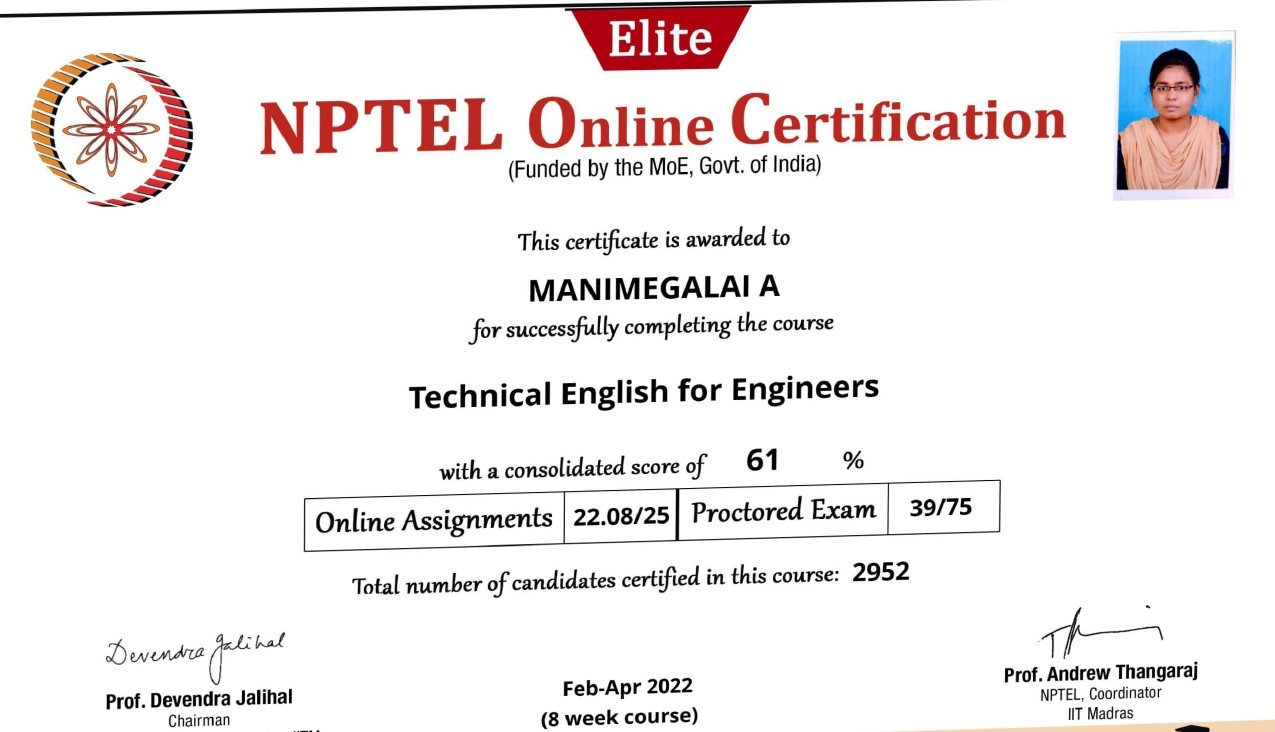 Elite
NPTEL Online Certification
(Funded by the MoE, Govt. of India)
This certificate is awarded to
MANIMEGALAI A
for successfully completing the course
Technical English for Engineers
with a consolidated score of 61 %
Online Assignments 22.08/25 Proctored Exam 39/75
Total number of candidates certified in this course: 2952
Devendra Jalihal
Prof. Devendra Jalihal
Chairman
Feb-Apr 2022
(8 week course)
Prof. Andrew Thangaraj
NPTEL, Coordinator
IIT Madras